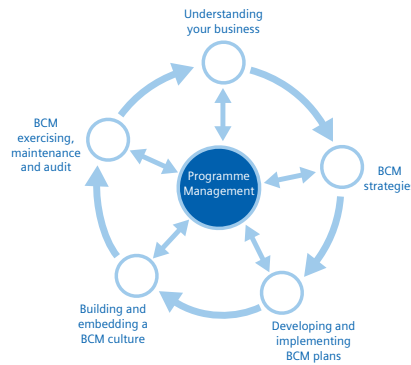 Understanding
your business
BCM
exercising,
maintenance
and audit
Programme
Management
BCM
strategie
Building and
embedding a
BCM culture
Developing and
implementing
BCM plans